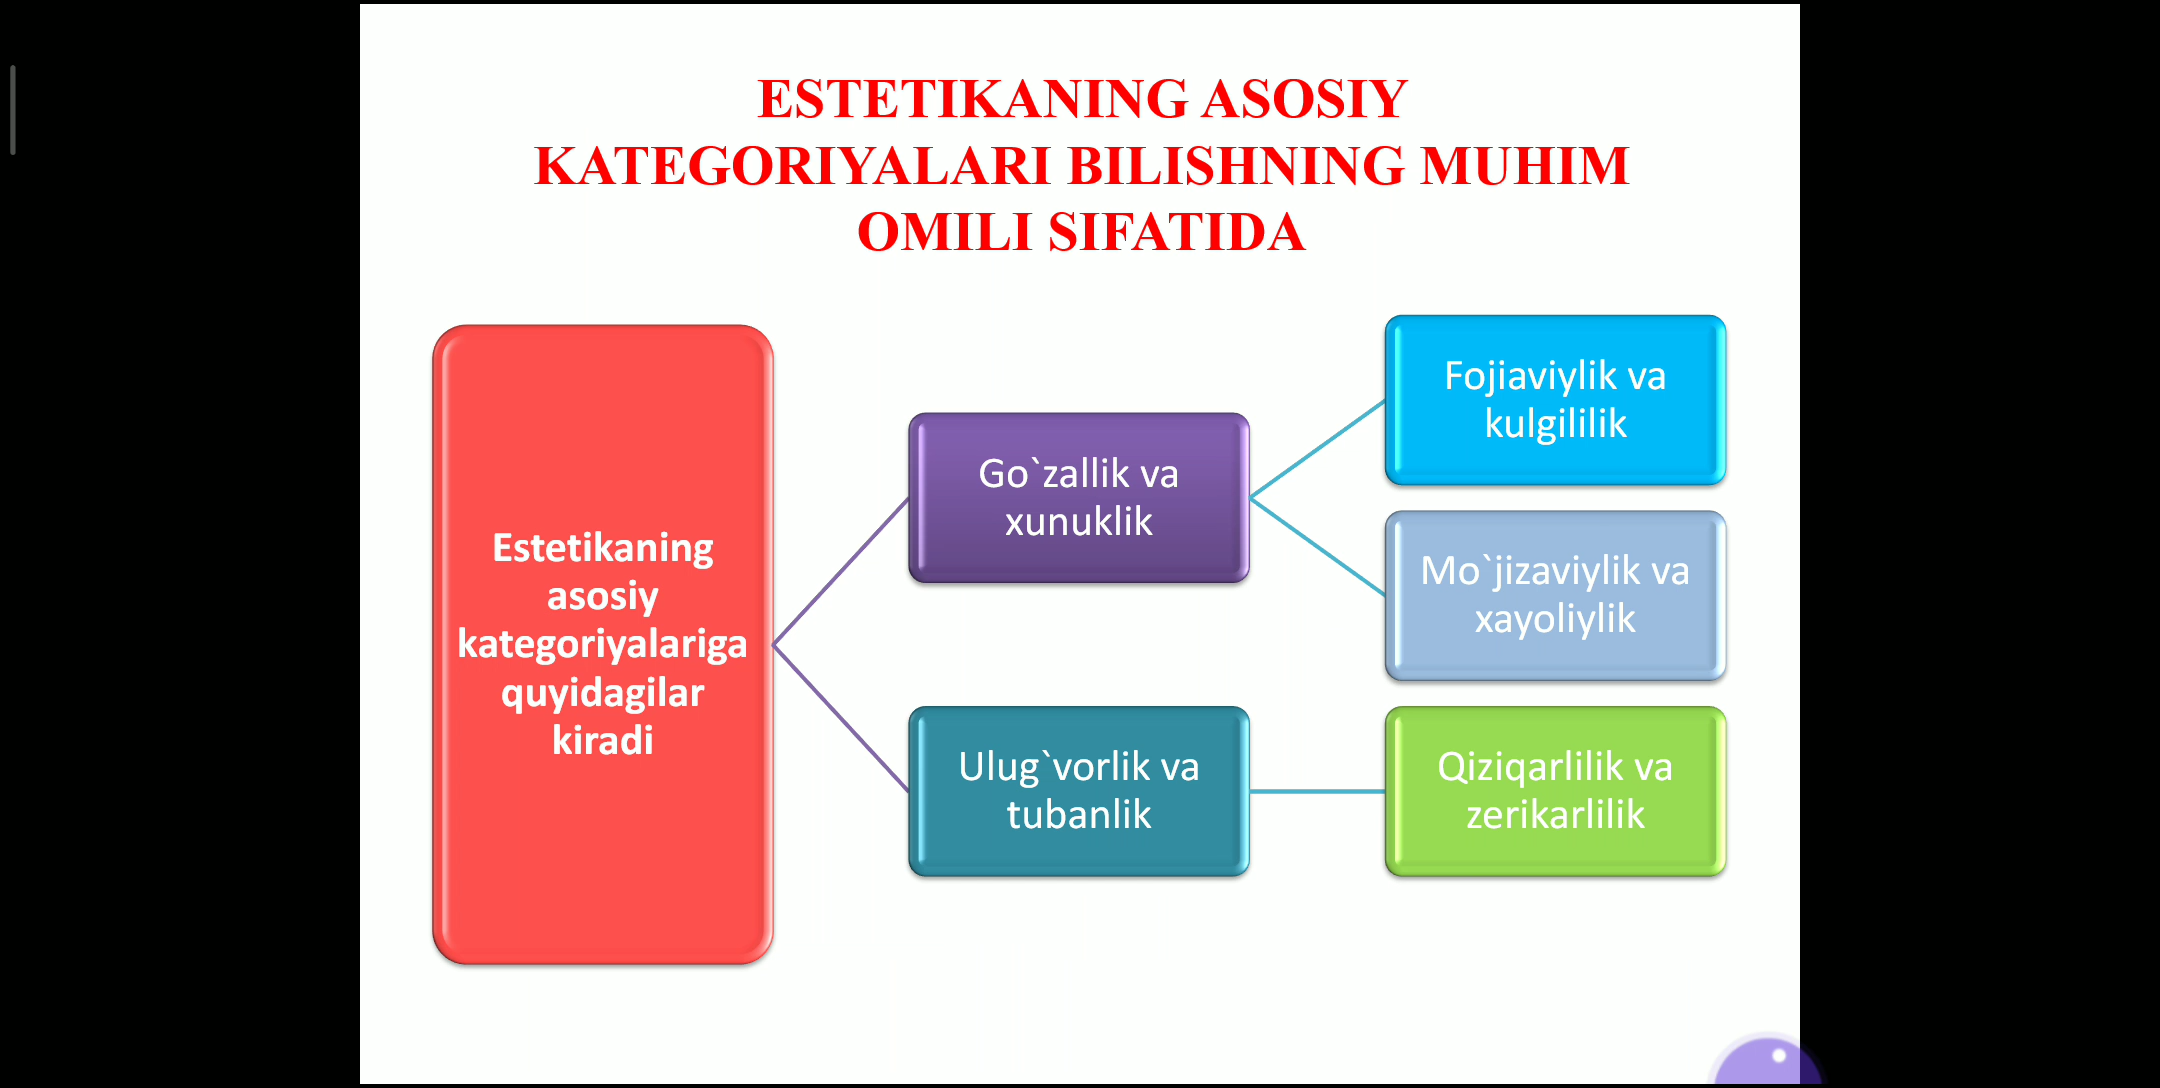 ESTETIKANING ASOSIY
KATEGORIYALARI BILISHNING MUHIM
OMILI SIFATIDA
Estetikaning
asosiy
kategoriyalariga
quyidagilar
kiradi
Go`zallik va
xunuklik
Fojiaviylik va
kulgililik
Mo`jizaviylik va
xayoliylik
Ulug`vorlik va
tubanlik
Qiziqarlilik va
zerikarlilik